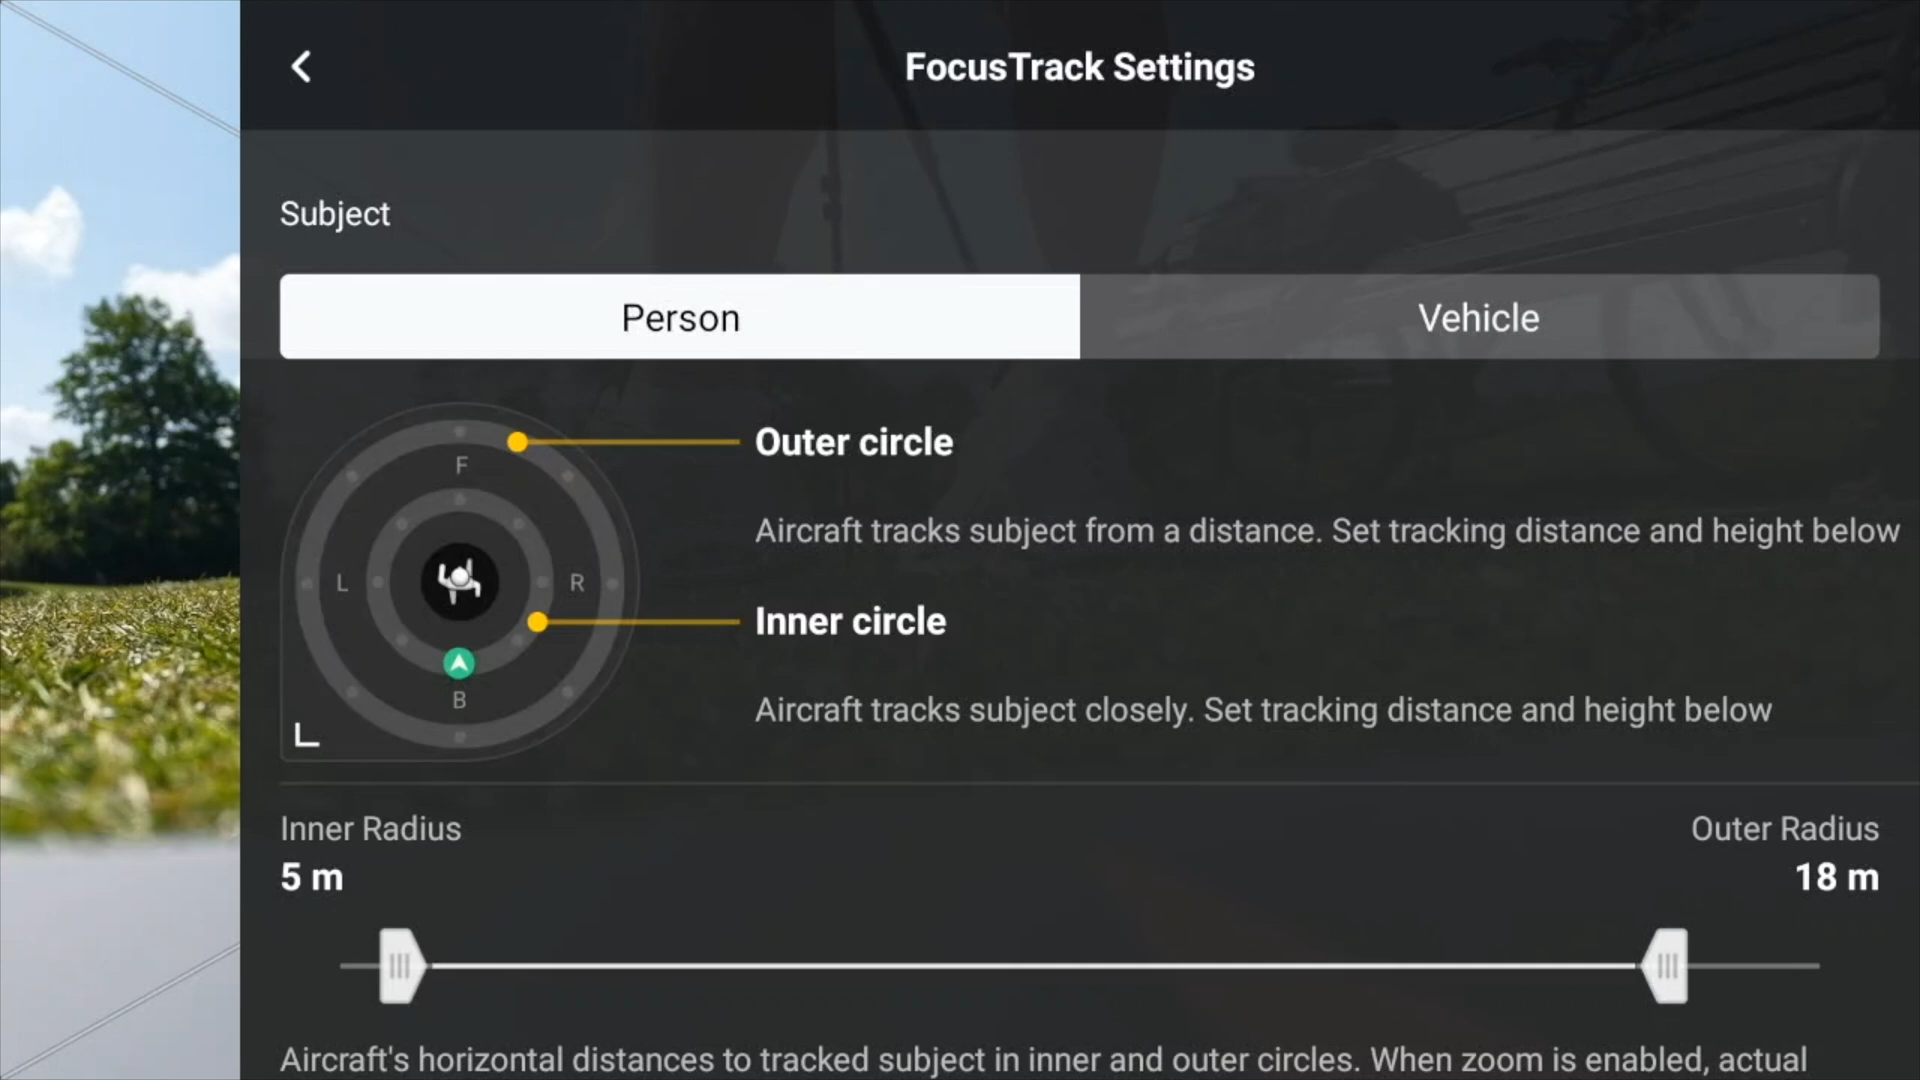 FocusTrack Settings
Subject
Person Vehicle
Outer circle
F
Aircraft tracks subject from a distance. Set tracking distance and height below
L R
Inner circle
B
Aircraft tracks subject closely. Set tracking distance and height below
Inner Radius Outer Radius
5 m 18 m
Aircraft's horizontal distances to tracked subject in inner and outer circles. When zoom is enabled, actual